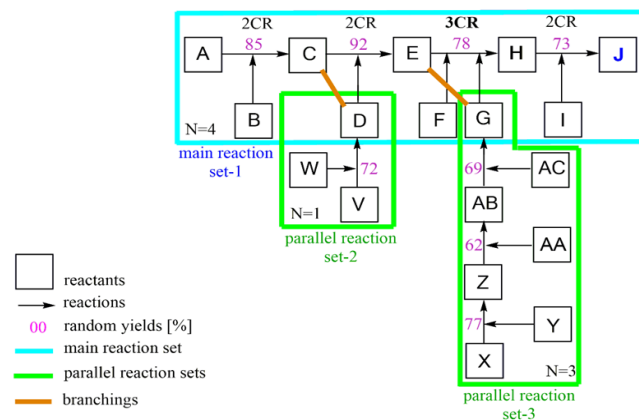 2CR 2CR 3CR 2CR
A 85 C 92 E 78 H 73 J
B D F G I
N=4
main reaction
set-1
W 72 69 AC
V AB
N=1
parallel reaction
set-2
62 AA
Z
77 Y
X N=3
parallel reaction
set-3
reactants
reactions
00 random yields [%]
main reaction set
parallel reaction sets
branchings